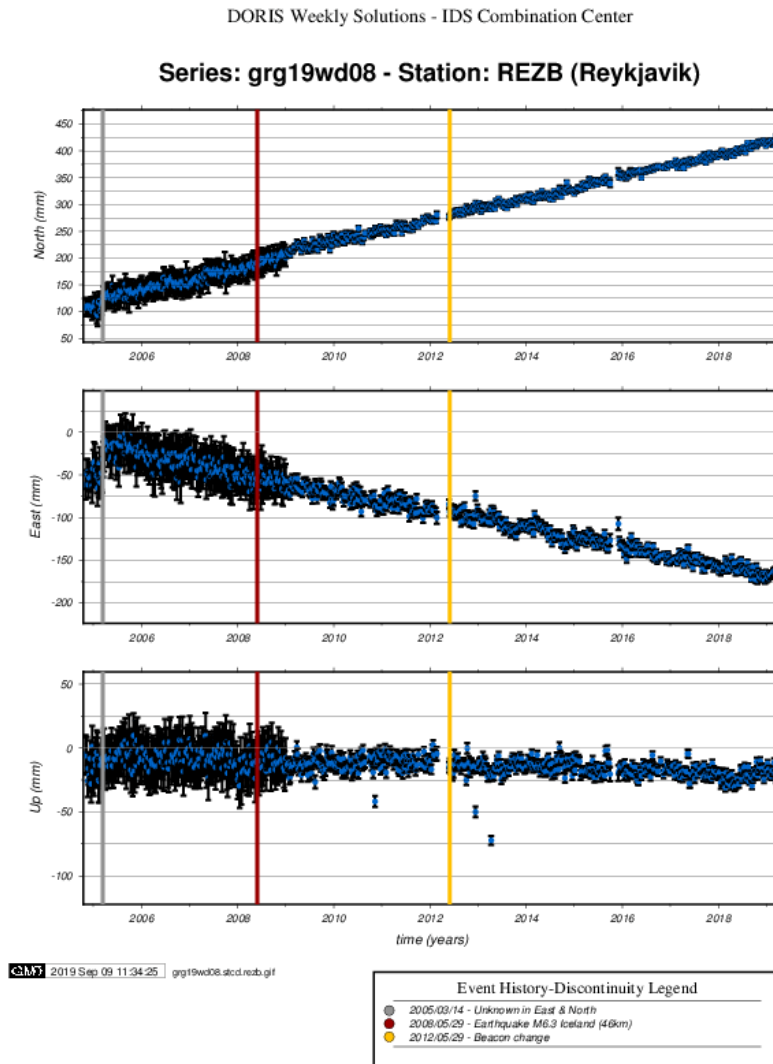 DORIS Weekly Solutions - IDS Combination Center
Series: grg19wd08 - Station: REZB (Reykjavik)
450
400
350
300
250
200
150
100
50
North (mm)
2006 2008 2010 2012 2014 2016 2018
0
-50
-100
-150
-200
East (mm)
2006 2008 2010 2012 2014 2016 2018
50
0
-50
-100
Up (mm)
2006 2008 2010 2012 2014 2016 2018
time (years)
GMT 2019 Sep 09 11:34:25 grg19wd08.stcd.rezb.gif
Event History-Discontinuity Legend
2005/03/14 - Unknown in East & North
2008/05/29 - Earthquake M6.3 Iceland (46km)
2012/05/29 - Beacon change